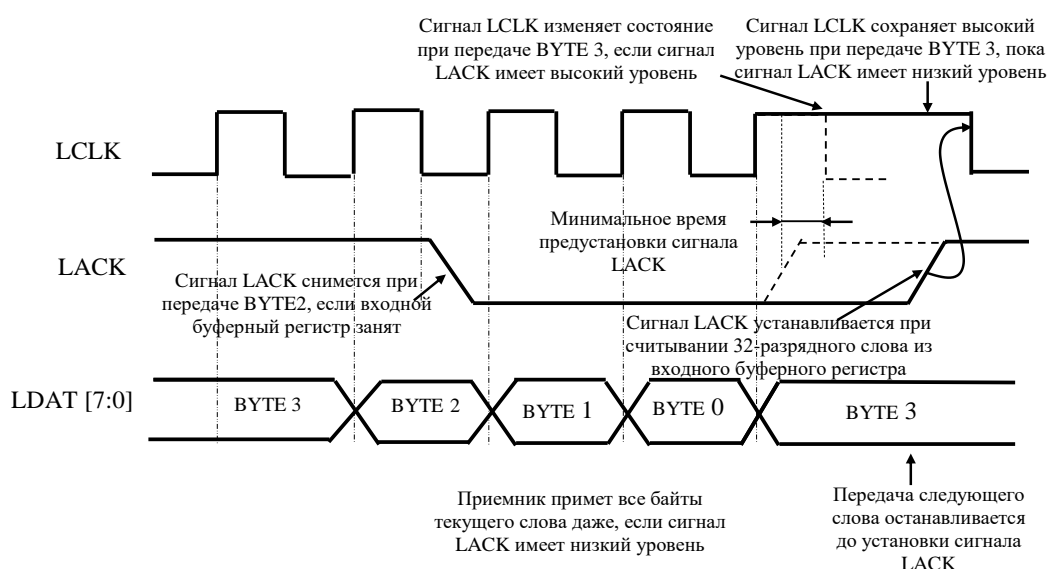 Сигнал LCLK изменяет состояние
при передаче BYTE 3, если сигнал
LACK имеет высокий уровень
Сигнал LCLK сохраняет высокий
уровень при передаче BYTE 3, пока
сигнал LACK имеет низкий уровень
LCLK
Минимальное время
предустановки сигнала
LACK
LACK
Сигнал LACK снимется при
передаче BYTE2, если входной
буферный регистр занят
Сигнал LACK устанавливается при
считывании 32-разрядного слова из
входного буферного регистра
LDAT [7:0]
BYTE 3
BYTE 2
BYTE 1
BYTE 0
BYTE 3
Приемник примет все байты
текущего слова даже, если сигнал
LACK имеет низкий уровень
Передача следующего
слова останавливается
до установки сигнала
LACK